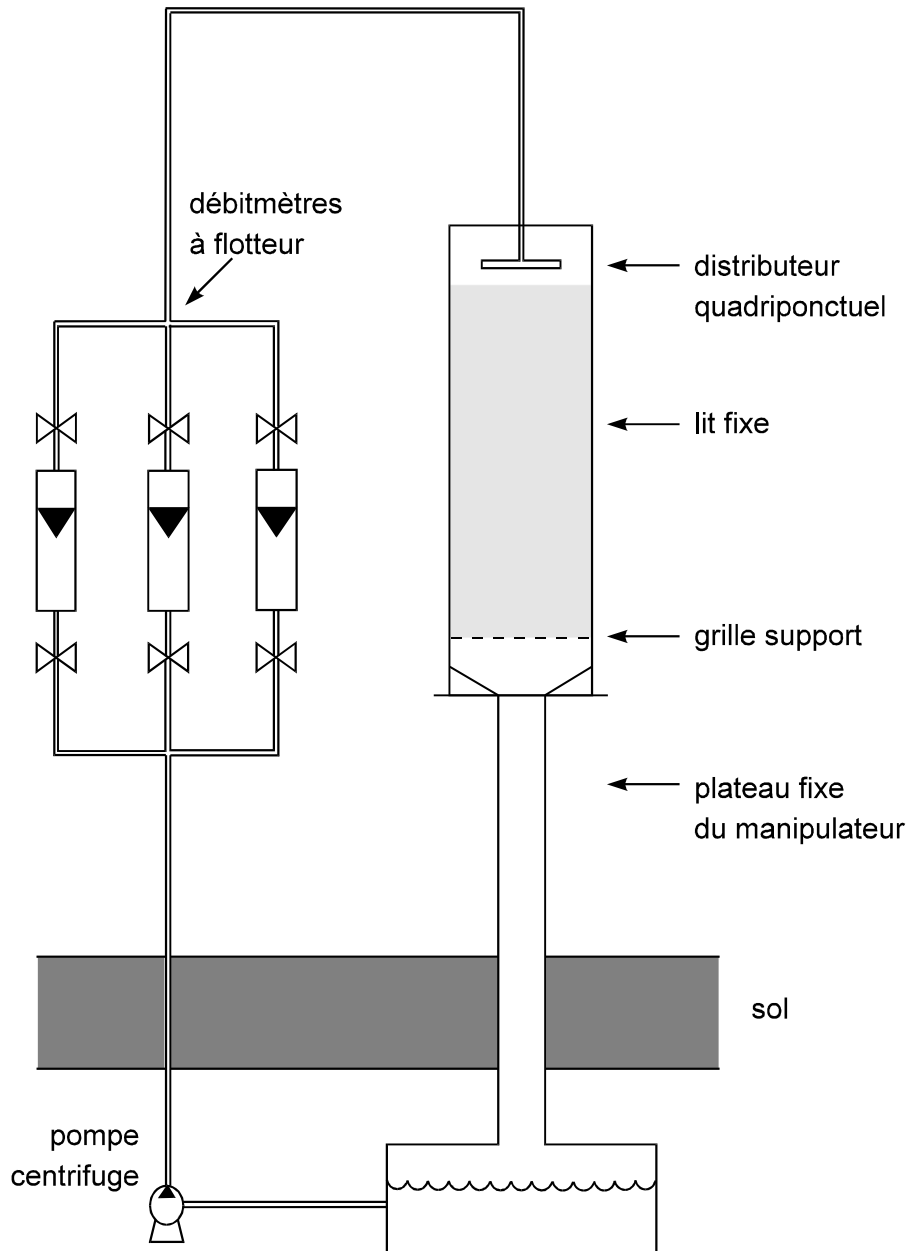 débitmètres
à flotteur
distributeur
quadriponctuel
lit fixe
grille support
plateau fixe
du manipulateur
sol
pompe
centrifuge